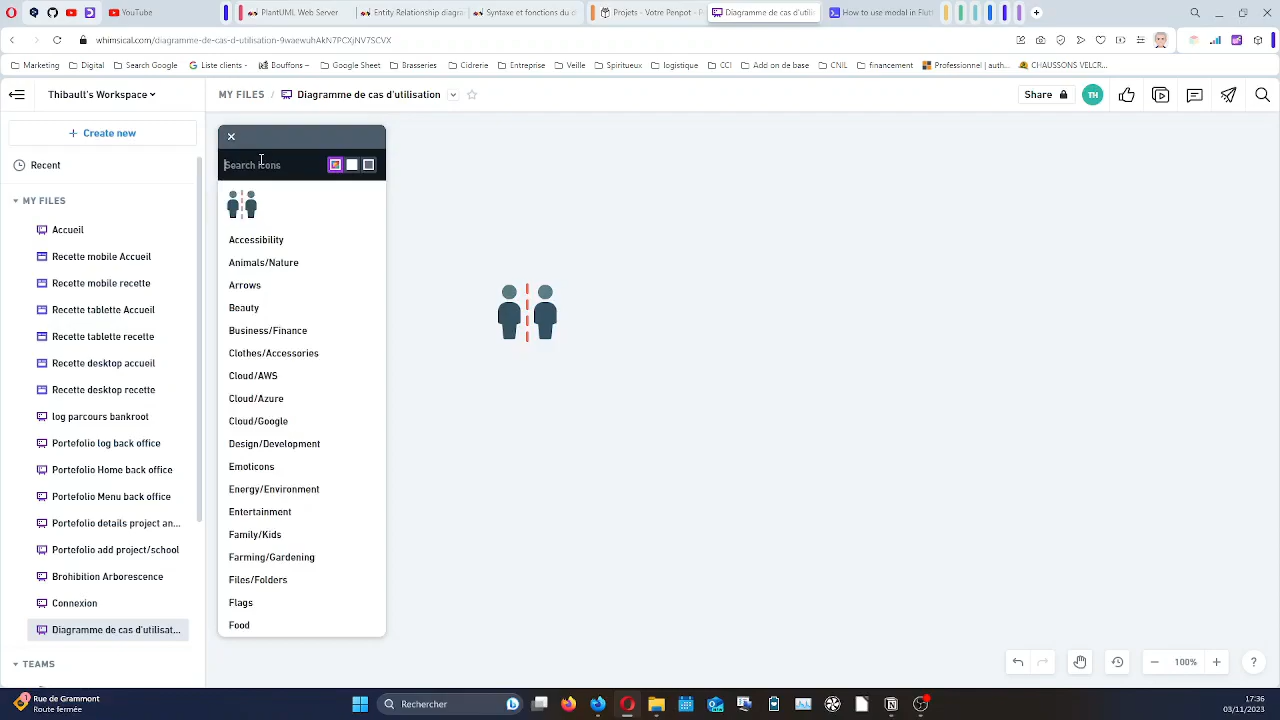 YouTube
PlantUML Web Server
Entity Relationship diagra
Syntaxe et fonctions du d
Projets - Votre Penpot - P
Diagramme de cas d'utilis
How to use modal in Flutt
whimsical.com/diagramme-de-cas-d-utilisation-9waewuhAkN7PCXjNV7SCVX
Marketing
Digital
Search Google
Liste clients -
Bouffons –
Google Sheet
Brasseries
Cidrerie
Entreprise
Veille
Spiritueux
logistique
CCI
Add on de base
CNIL
financement
Professionnel | auth...
CHAUSSONS VELCR...
Thibault's Workspace
MY FILES / Diagramme de cas d'utilisation
Share
TH
+ Create new
Recent
MY FILES
Accueil
Recette mobile Accueil
Recette mobile recette
Recette tablette Accueil
Recette tablette recette
Recette desktop accueil
Recette desktop recette
log parcours bankroot
Portefolio log back office
Portefolio Home back office
Portefolio Menu back office
Portefolio details project an...
Portefolio add project/school
Brohibition Arborescence
Connexion
Diagramme de cas d'utilisat...
TEAMS
Search icons
Accessibility
Animals/Nature
Arrows
Beauty
Business/Finance
Clothes/Accessories
Cloud/AWS
Cloud/Azure
Cloud/Google
Design/Development
Emoticons
Energy/Environment
Entertainment
Family/Kids
Farming/Gardening
Files/Folders
Flags
Food
100%
?
Rue de Grammont
Route fermée
Rechercher
17:36
03/11/2023